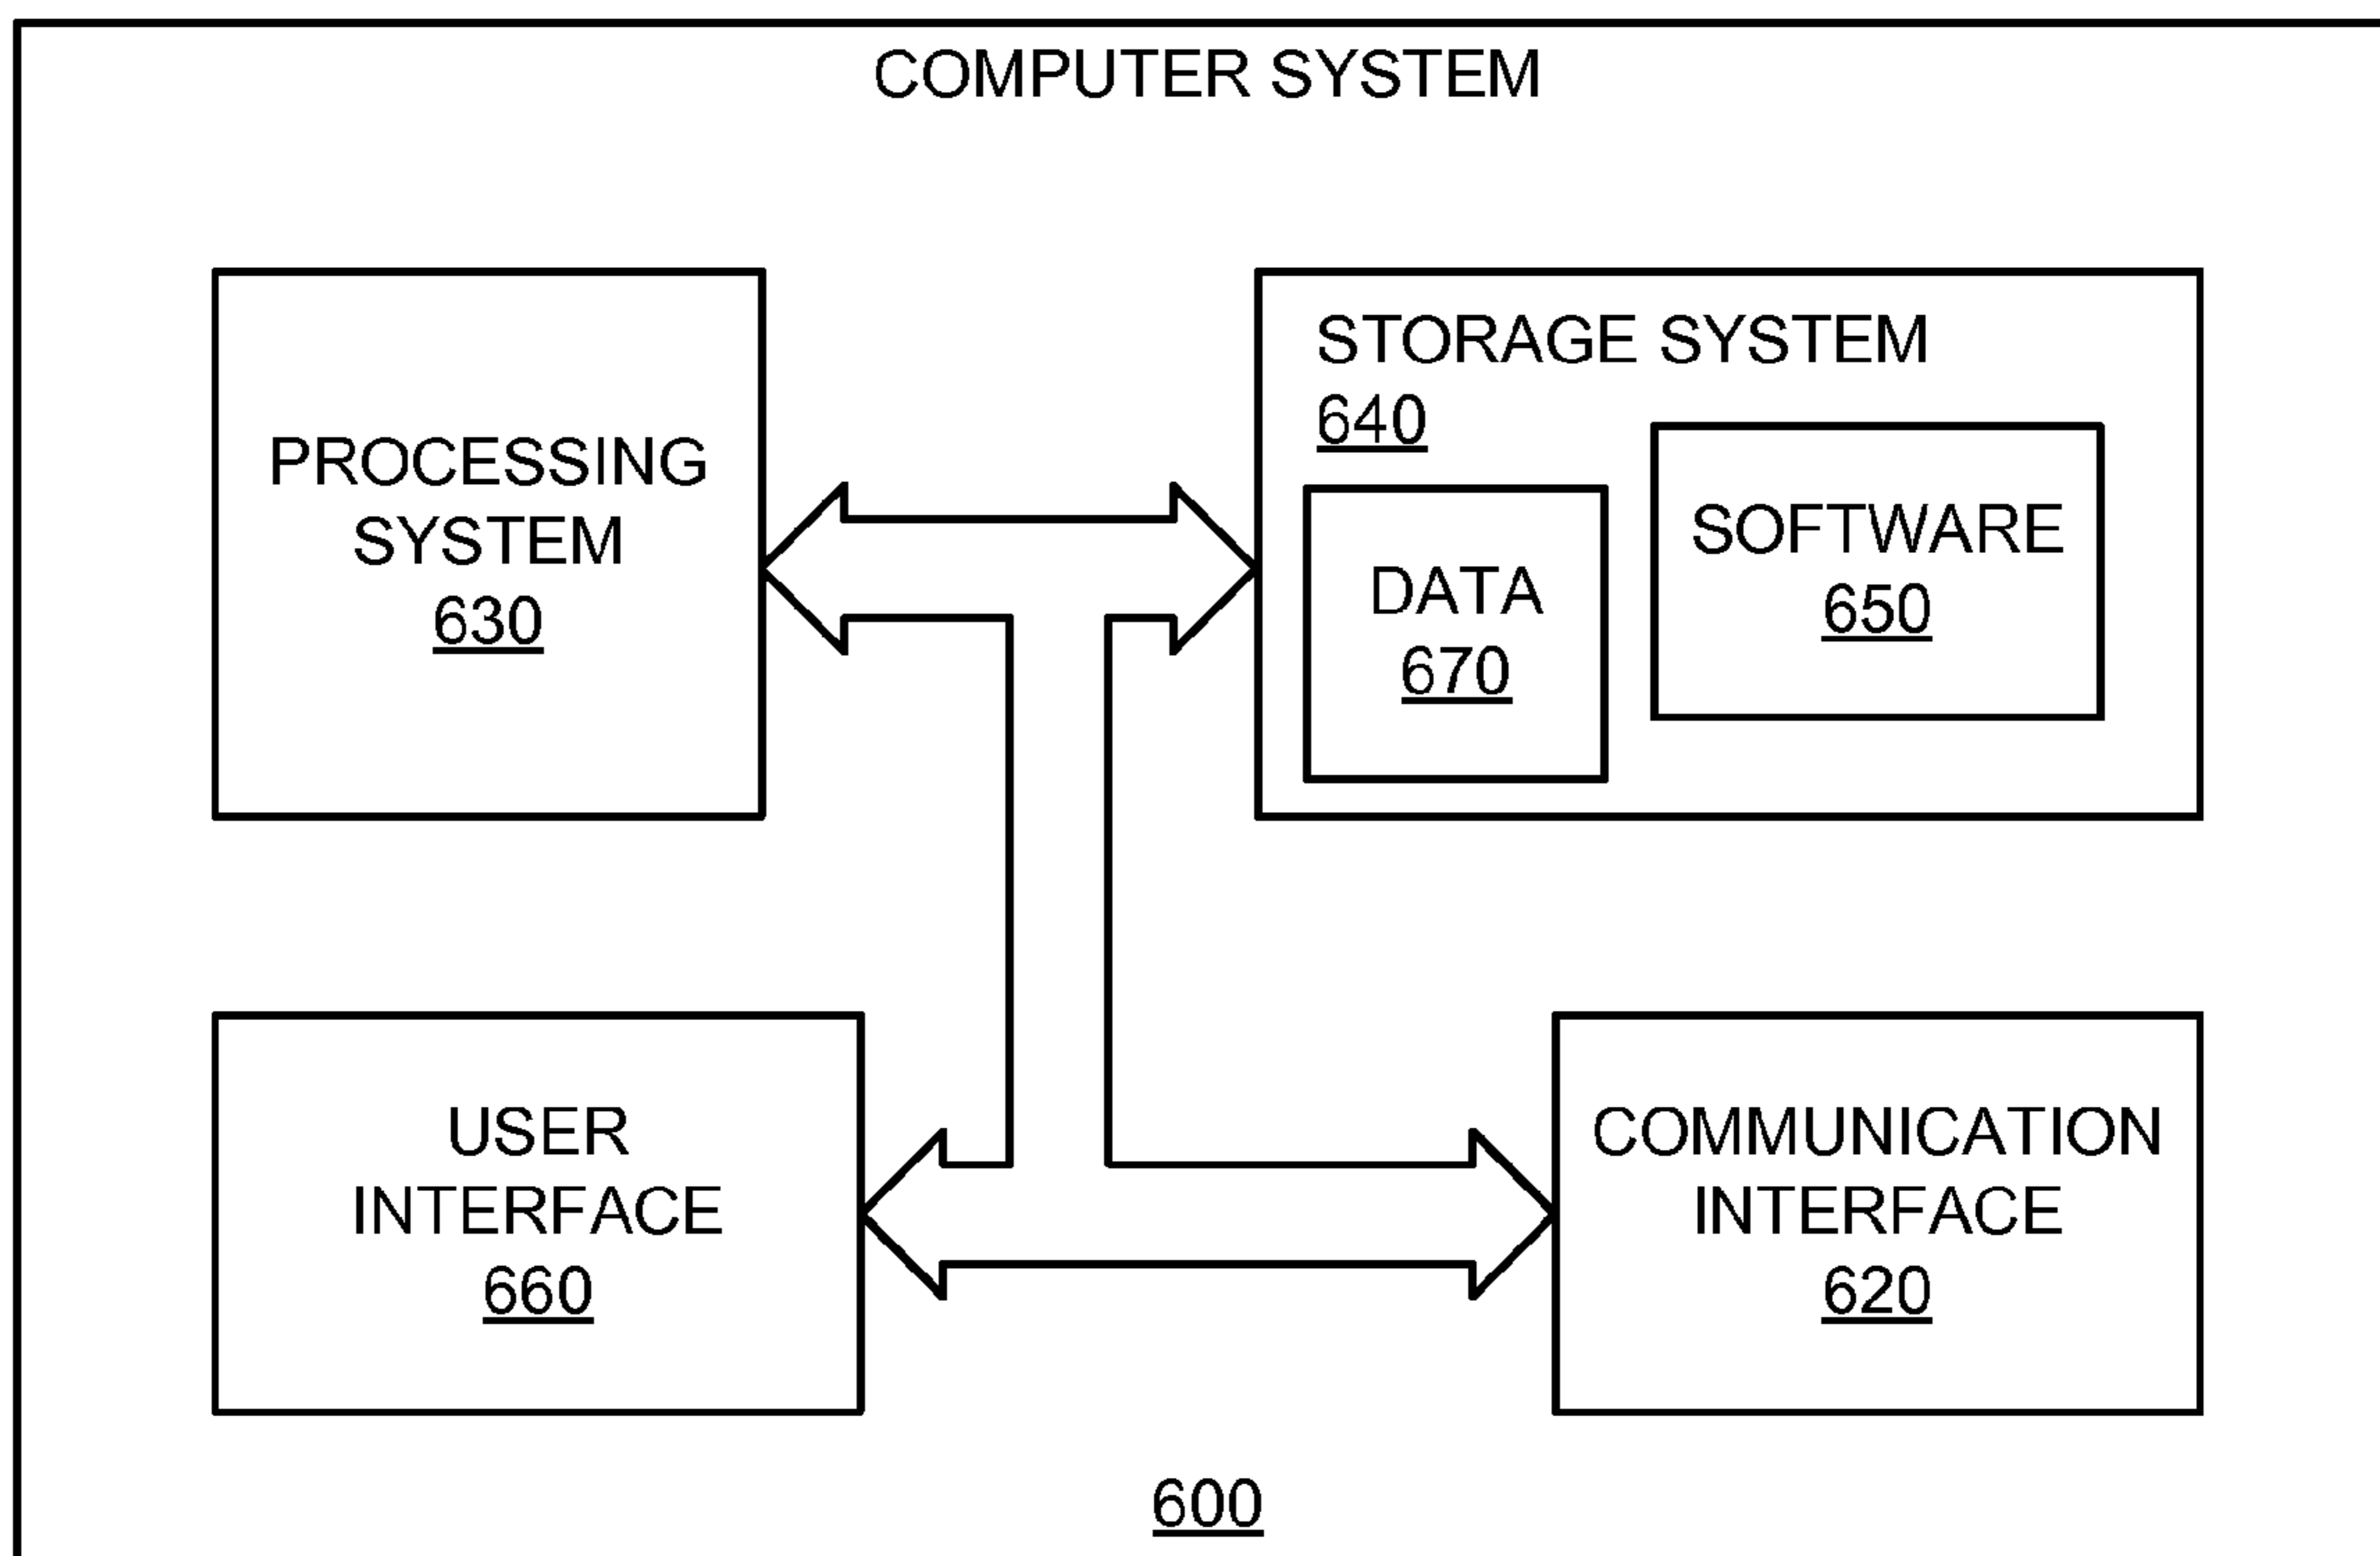 COMPUTER SYSTEM
PROCESSING
SYSTEM
630
STORAGE SYSTEM
640
DATA
670
SOFTWARE
650
USER
INTERFACE
660
COMMUNICATION
INTERFACE
620
600